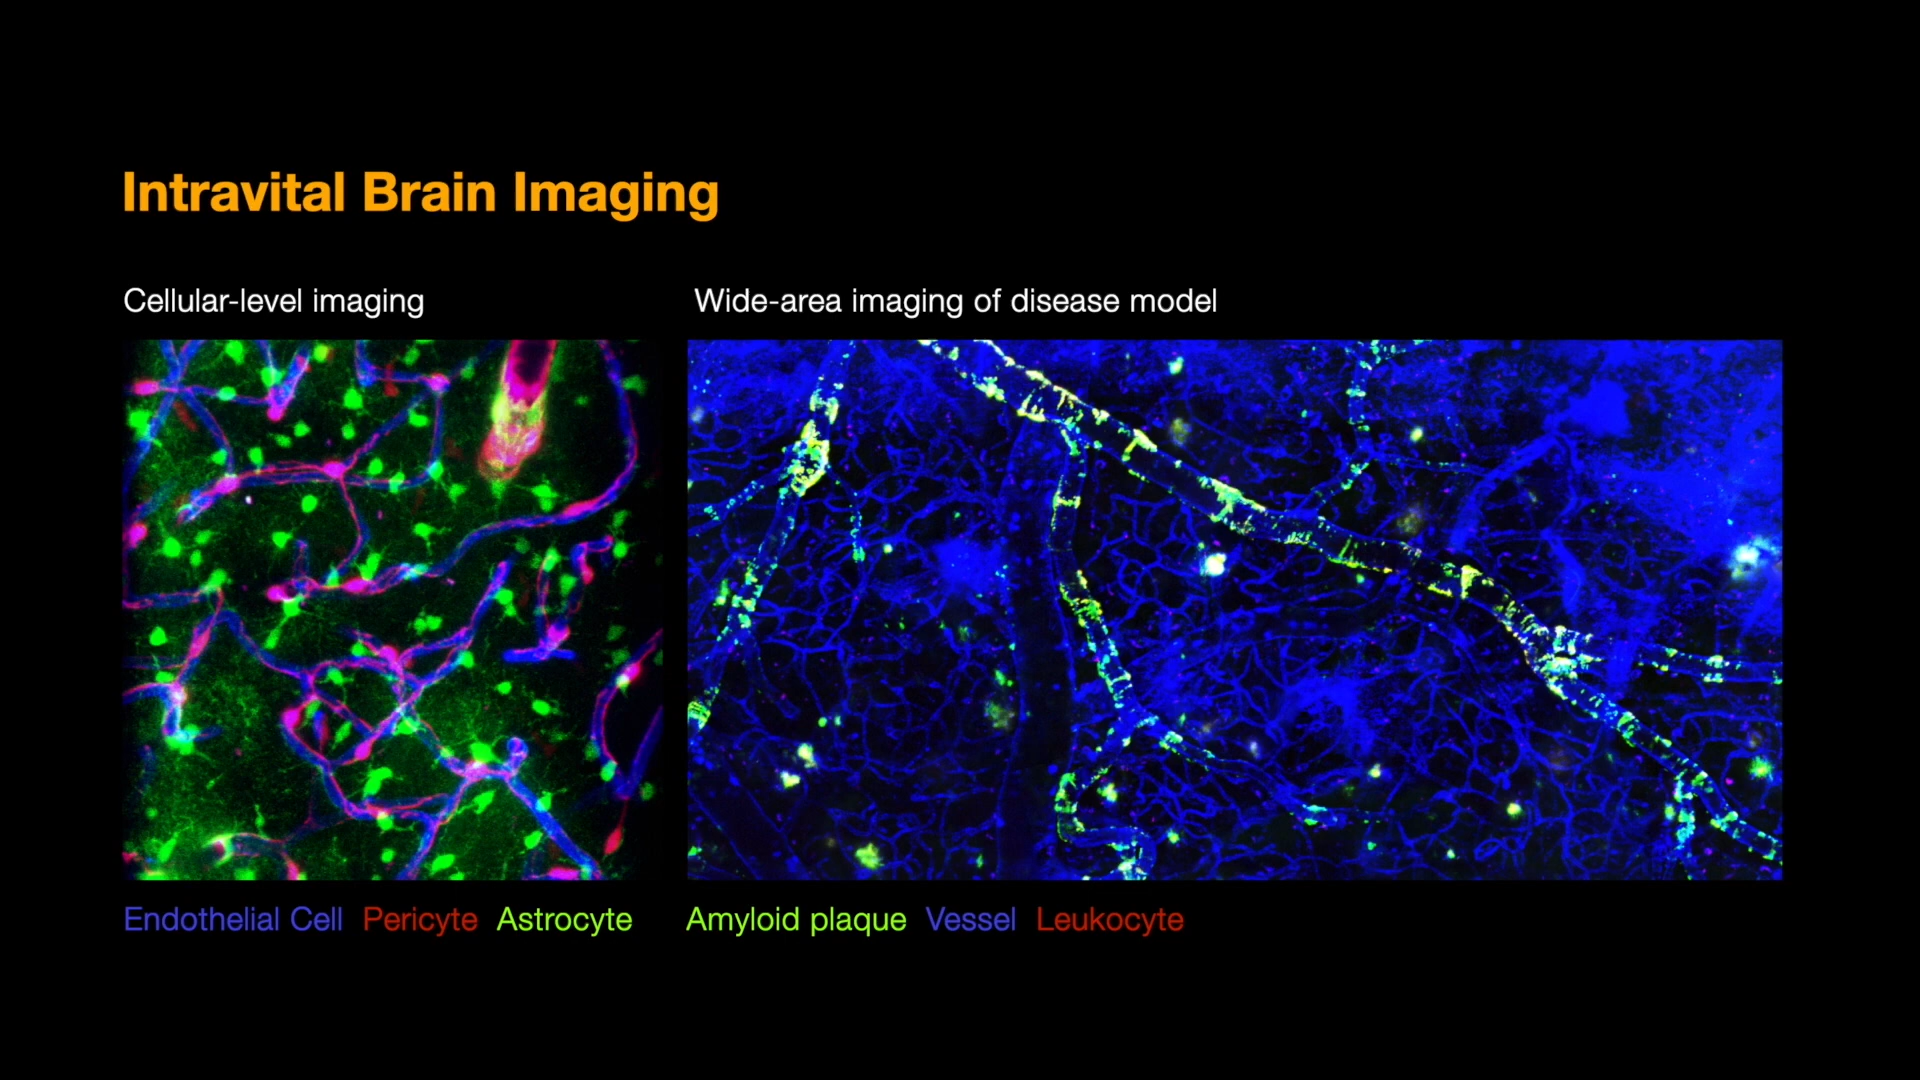 Intravital Brain Imaging
Cellular-level imaging
Wide-area imaging of disease model
Endothelial Cell Pericyte Astrocyte
Amyloid plaque Vessel Leukocyte